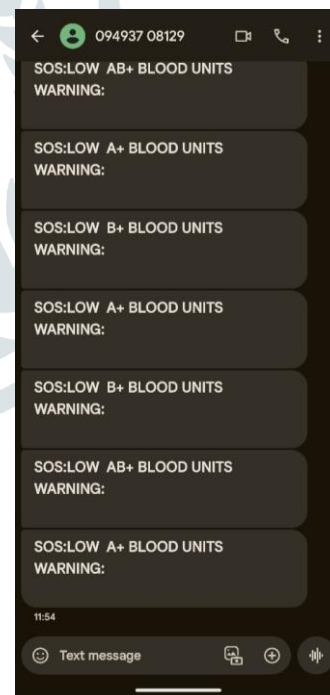 094937 08129
SOS:LOW AB+ BLOOD UNITS
WARNING:
SOS:LOW A+ BLOOD UNITS
WARNING:
SOS:LOW B+ BLOOD UNITS
WARNING:
SOS:LOW A+ BLOOD UNITS
WARNING:
SOS:LOW B+ BLOOD UNITS
WARNING:
SOS:LOW AB+ BLOOD UNITS
WARNING:
SOS:LOW A+ BLOOD UNITS
WARNING:
11:54
Text message